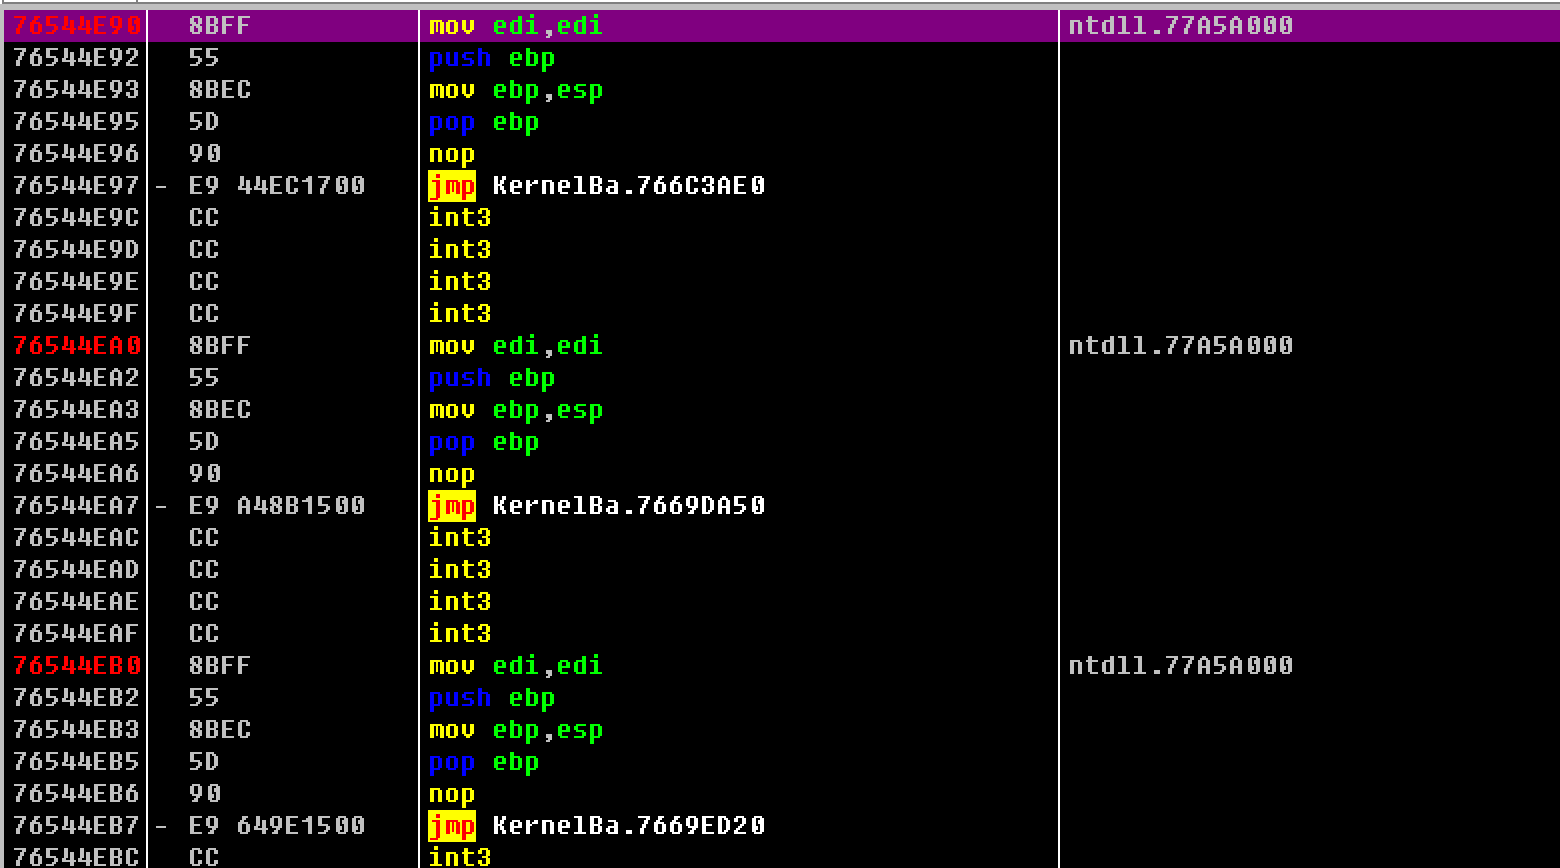 76544E90 8BFF mov edi,edi ntdll.77A5A000
76544E92 55 push ebp
76544E93 8BEC mov ebp,esp
76544E95 5D pop ebp
76544E96 90 nop
76544E97 - E9 44EC1700 jmp KernelBa.766C3AE0
76544E9C CC int3
76544E9D CC int3
76544E9E CC int3
76544E9F CC int3
76544EA0 8BFF mov edi,edi ntdll.77A5A000
76544EA2 55 push ebp
76544EA3 8BEC mov ebp,esp
76544EA5 5D pop ebp
76544EA6 90 nop
76544EA7 - E9 A48B1500 jmp KernelBa.7669DA50
76544EAC CC int3
76544EAD CC int3
76544EAE CC int3
76544EAF CC int3
76544EB0 8BFF mov edi,edi ntdll.77A5A000
76544EB2 55 push ebp
76544EB3 8BEC mov ebp,esp
76544EB5 5D pop ebp
76544EB6 90 nop
76544EB7 - E9 649E1500 jmp KernelBa.7669ED20
76544EBC CC int3